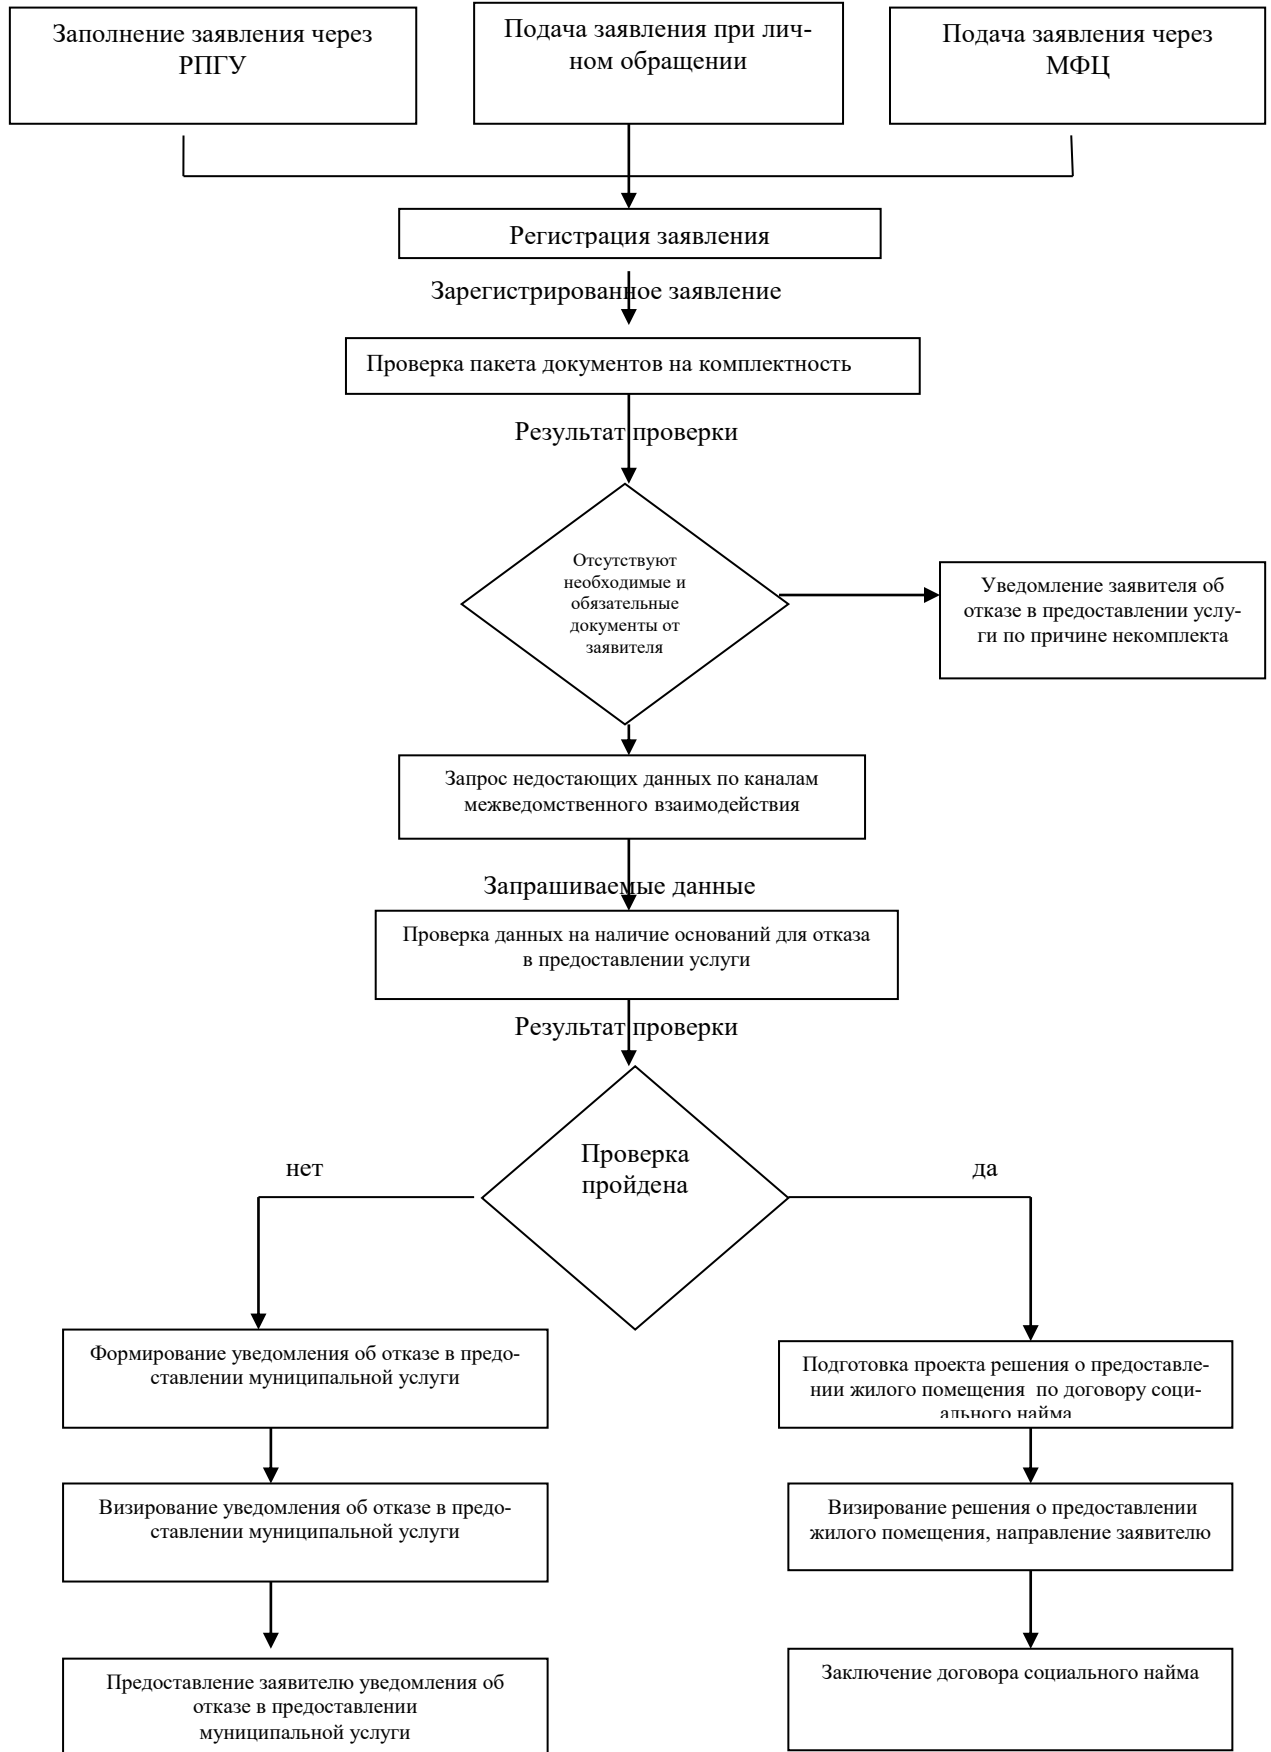 Заполнение заявления через
РПГУ
Подача заявления при лич-
ном обращении
Подача заявления через
МФЦ
Регистрация заявления
Зарегистрированное заявление
Проверка пакета документов на комплектность
Результат проверки
Отсутствуют
необходимые и
обязательные
документы от
заявителя
Уведомление заявителя об
отказе в предоставлении услу-
ги по причине некомплекта
Запрос недостающих данных по каналам
межведомственного взаимодействия
Запрашиваемые данные
Проверка данных на наличие оснований для отказа
в предоставлении услуги
Результат проверки
Проверка
пройдена
нет
да
Формирование уведомления об отказе в предо-
ставлении муниципальной услуги
Подготовка проекта решения о предоставле-
нии жилого помещения по договору соци-
ального найма
Визирование уведомления об отказе в предо-
ставлении муниципальной услуги
Визирование решения о предоставлении
жилого помещения, направление заявителю
Предоставление заявителю уведомления об
отказе в предоставлении
муниципальной услуги
Заключение договора социального найма